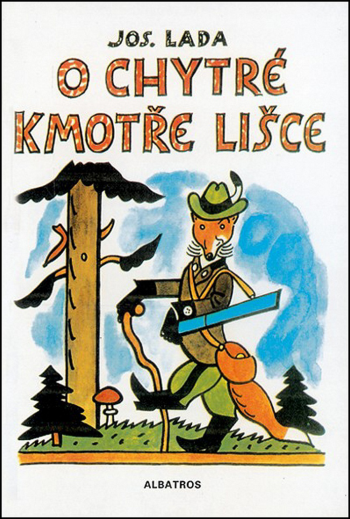 JOS. LADA
O CHYTRÉ
KMOTŘE LIŠCE
ALBATROS